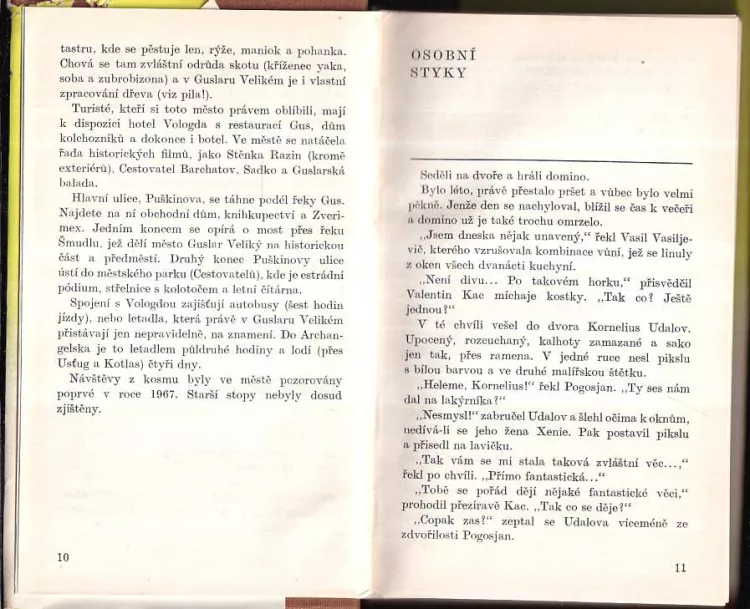 tastru, kde se pěstuje len, rýže, maniok a pohanka.
Chová se tam zvláštní odrůda skotu (kříženec yaka,
soba a zubrobizona) a v Guslaru Velikém je i vlastní
zpracování dřeva (viz pila!).
Turisté, kteří si toto město právem oblíbili, mají
k dispozici hotel Vologda s restaurací Gus, dům
kolchozníků a dokonce i botel. Ve městě se natáčela
řada historických filmů, jako Stěnka Razin (kromě
exteriérů), Cestovatel Barchatov, Sadko a Guslarská
balada.
Hlavní ulice, Puškinova, se táhne podél řeky Gus.
Najdete na ní obchodní dům, knihkupectví a Zveri-
mex. Jedním koncem se opírá o most přes řeku
Šmudlu, jež dělí město Guslar Veliký na historickou
část a předměstí. Druhý konec Puškinovy ulice
ústí do městského parku (Cestovatelů), kde je estrádní
pódium, střelnice s kolotočem a letní čítárna.
Spojení s Vologdou zajišťují autobusy (šest hodin
jízdy), nebo letadla, která právě v Guslaru Velikém
přistávají jen nepravidelně, na znamení. Do Archan-
gelska je to letadlem půldruhé hodiny a lodí (přes
Usťug a Kotlas) čtyři dny.
Návštěvy z kosmu byly ve městě pozorovány
poprvé v roce 1967. Starší stopy nebyly dosud
zjištěny.
10
OSOBNÍ
STYKY
Seděli na dvoře a hráli domino.
Bylo léto, právě přestalo pršet a vůbec bylo velmi
pěkně. Jenže den se nachyloval, blížil se čas k večeři
a domino už je také trochu omrzelo.
„Jsem dneska nějak unavený,“ řekl Vasil Vasilje-
vič, kterého vzrušovala kombinace vůní, jež se linuly
z oken všech dvanácti kuchyní.
„Není divu... Po takovém horku,“ přisvědčil
Valentin Kac míchaje kostky. „Tak co? Ještě
jednou?“
V té chvíli vešel do dvora Kornelius Udalov.
Upocený, rozcuchaný, kalhoty zamazané a sako
jen tak, přes ramena. V jedné ruce nesl pikslu
s bílou barvou a ve druhé malířskou štětku.
„Heleme, Kornelius!“ řekl Pogosjan. „Ty ses nám
dal na lakýrníka?“
„Nesmysl!“ zabručel Udalov a šlehl očima k oknům,
nedívá-li se jeho žena Xenie. Pak postavil pikslu
a přisedl na lavičku.
„Tak vám se mi stala taková zvláštní věc...,“
řekl po chvíli. „Přímo fantastická...“
„Tobě se pořád dějí nějaké fantastické věci,“
prohodil přezíravě Kac. „Tak co se děje?“
„Copak zas?“ zeptal se Udalova víceméně ze
zdvořilosti Pogosjan.
11